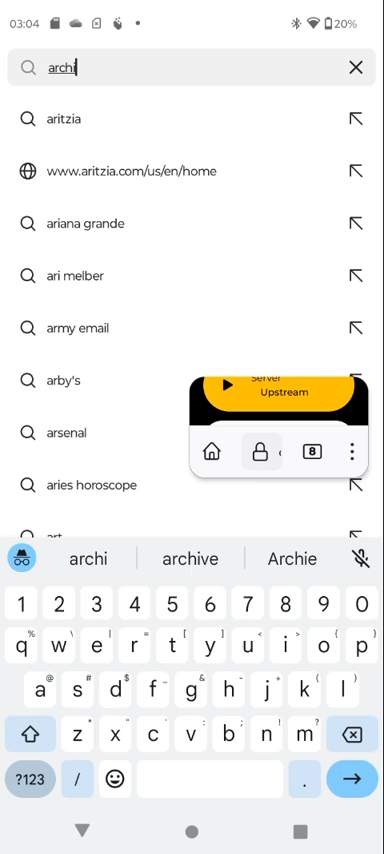 03:04
20%
archi
aritzia
www.aritzia.com/us/en/home
ariana grande
ari melber
army email
arby's
Server
Upstream
arsenal
8
aries horoscope
art
archi archive Archie
1 2 3 4 5 6 7 8 9 0
q % w \ e | r = t [ y ] u < i > o { p }
a @ s # d $ f _ g & h - j + k ( l )
z * x " c ' v : b ; n ! m ?
?123 / .